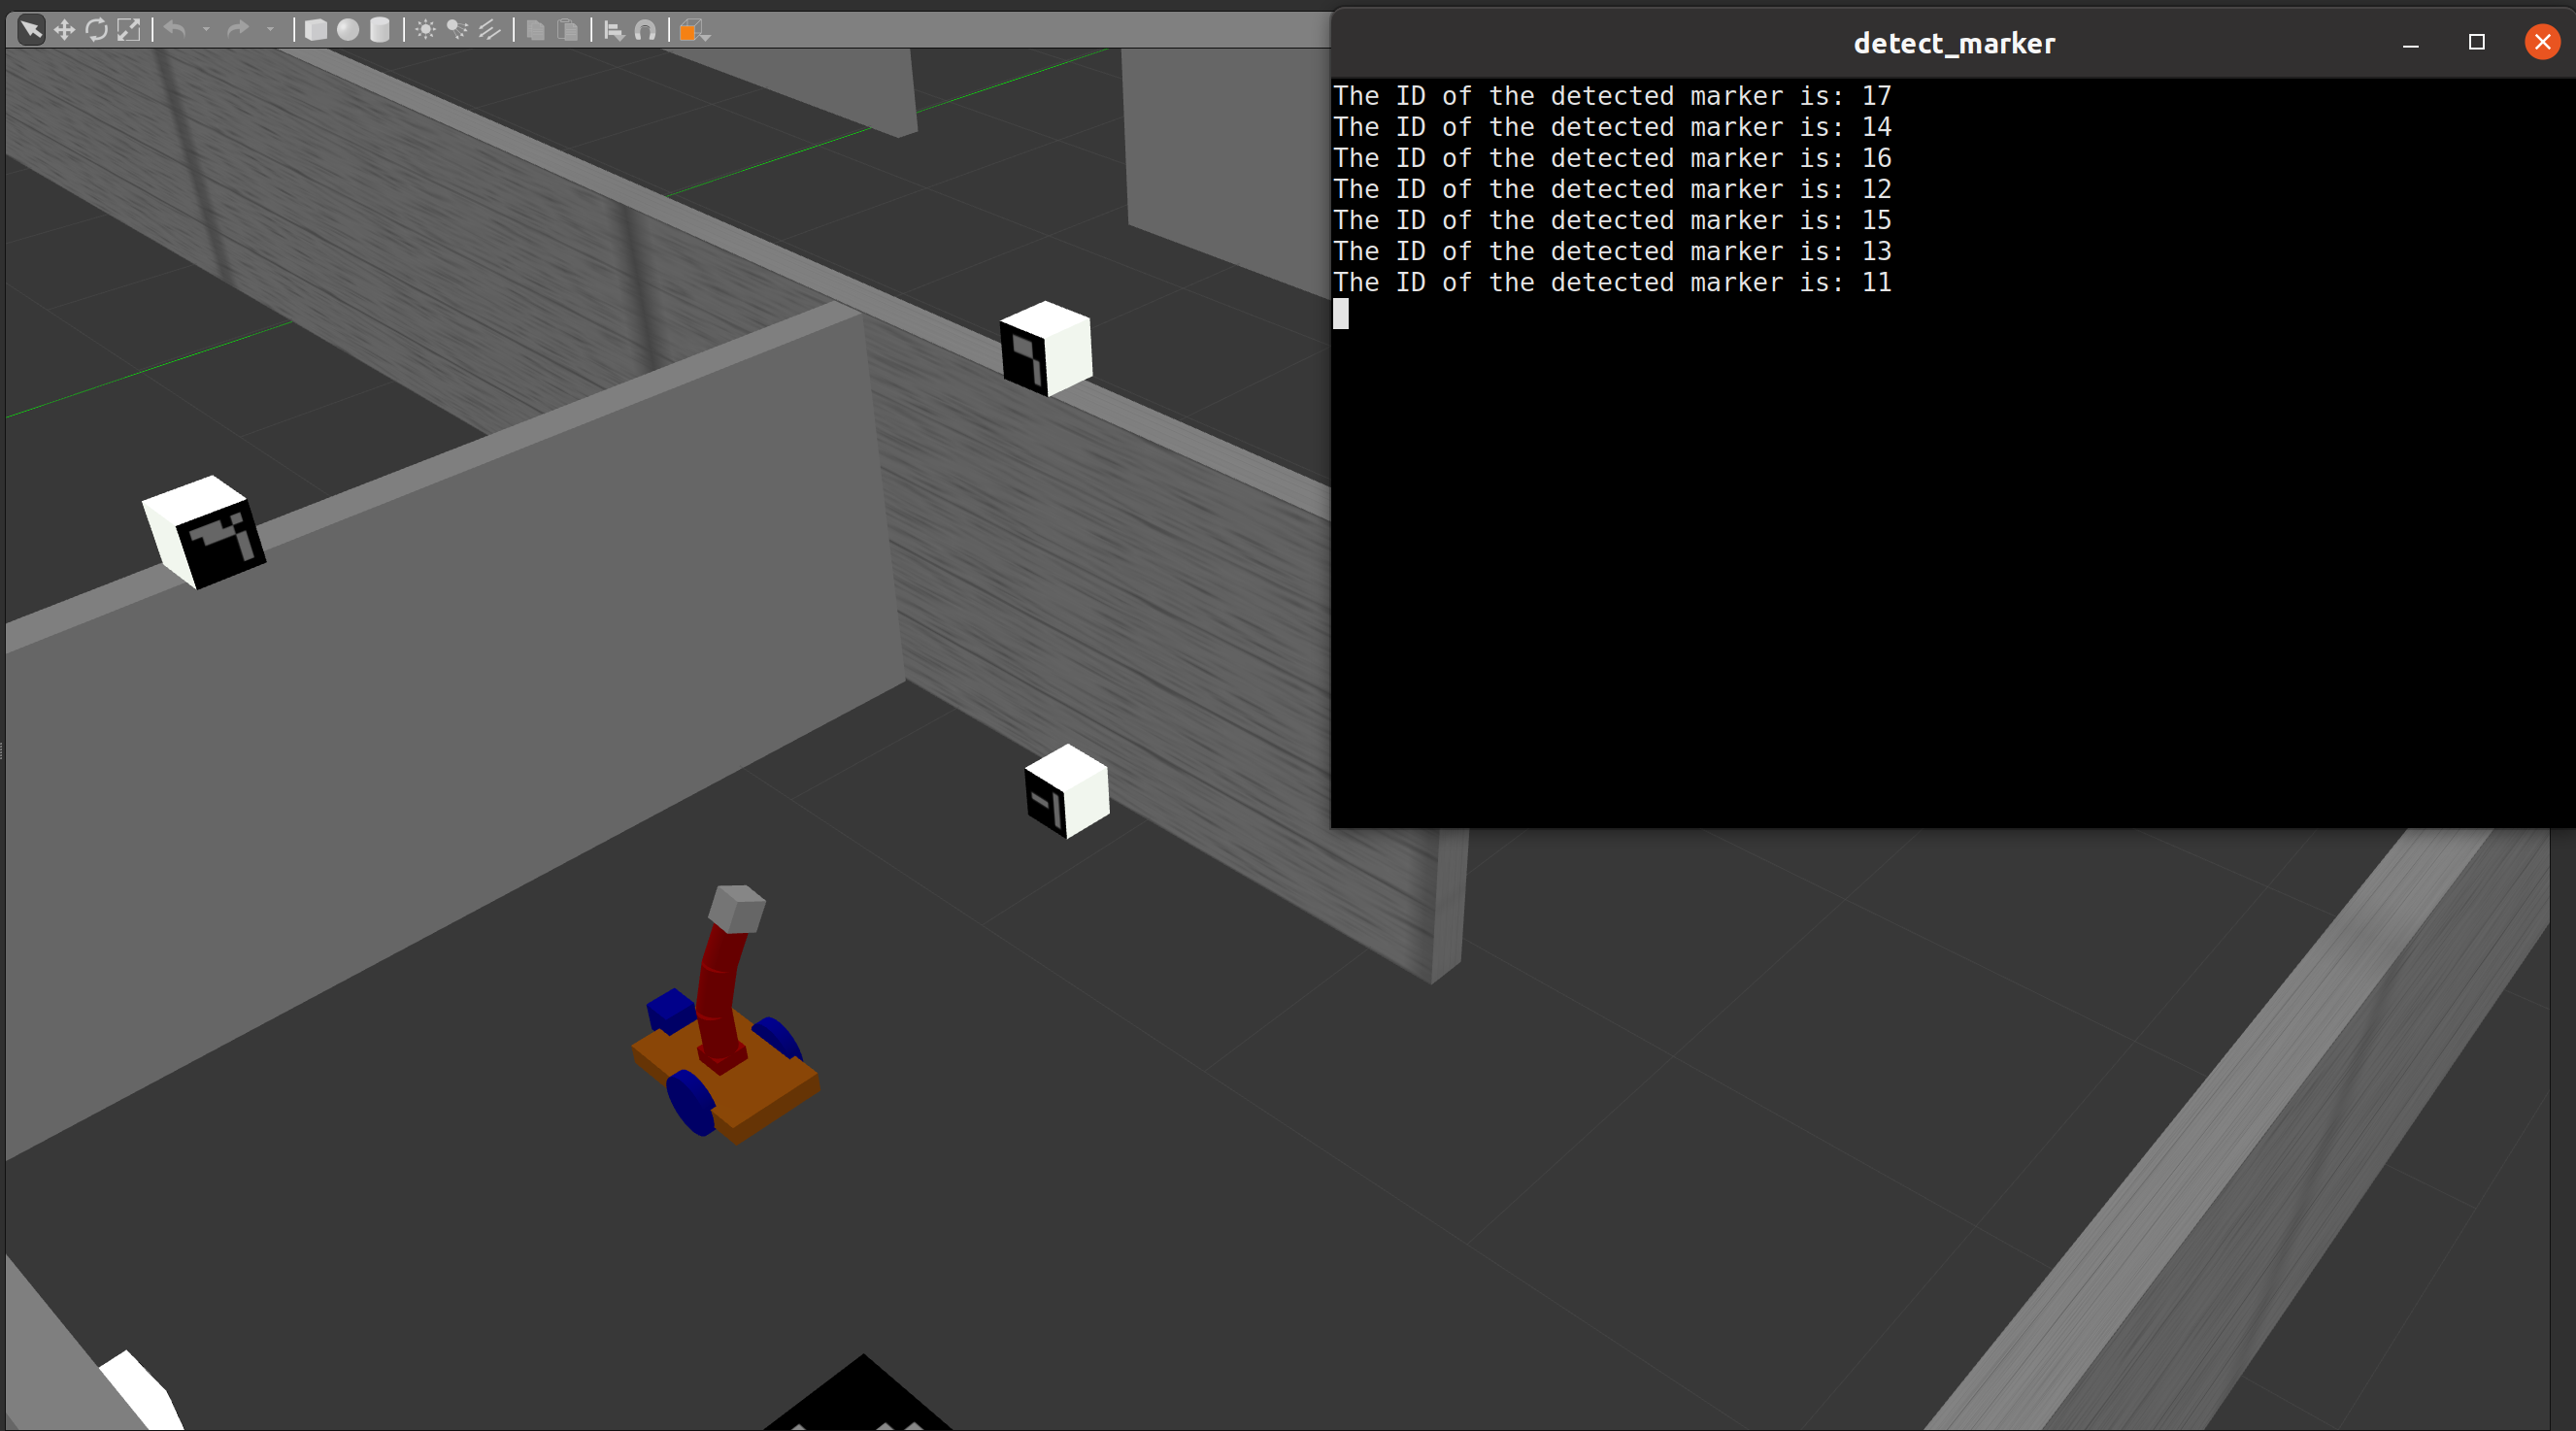 detect_marker
The ID of the detected marker is: 17
The ID of the detected marker is: 14
The ID of the detected marker is: 16
The ID of the detected marker is: 12
The ID of the detected marker is: 15
The ID of the detected marker is: 13
The ID of the detected marker is: 11